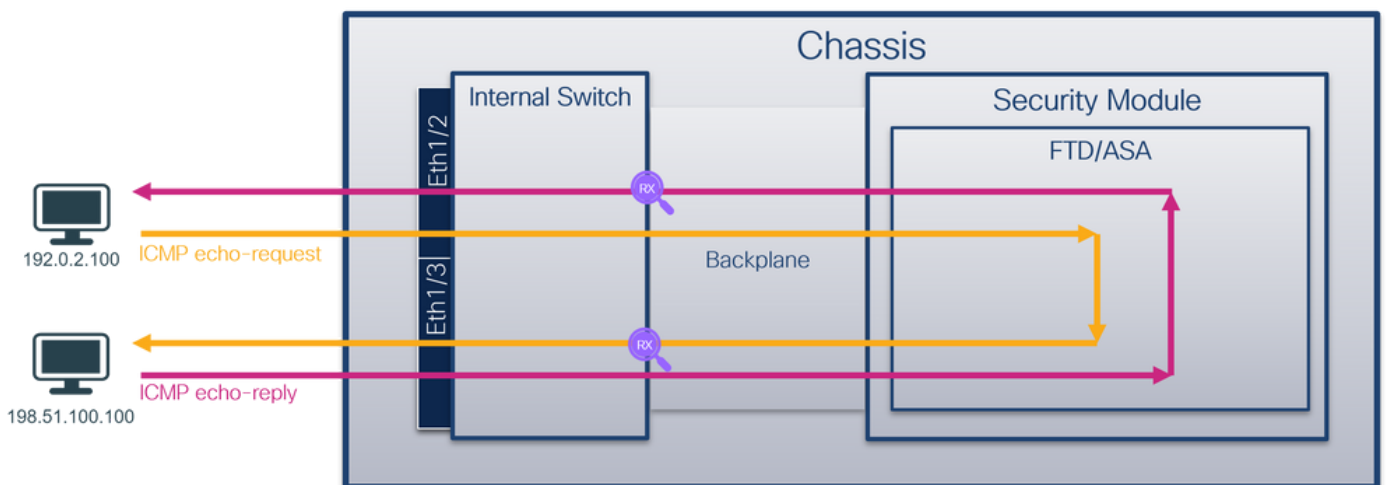 Chassis
Internal Switch
Security Module
FTD/ASA
Eth1/2
RX
192.0.2.100
ICMP echo-request
Backplane
Eth1/3
RX
198.51.100.100
ICMP echo-reply